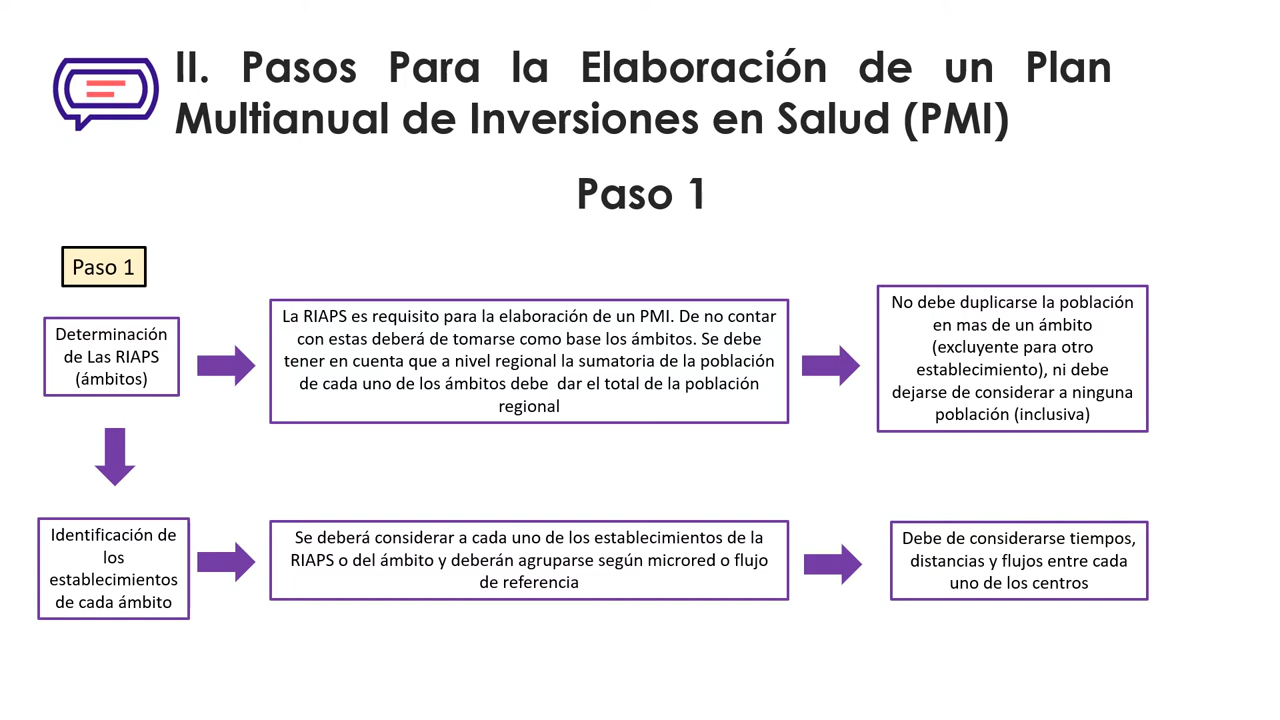 II. Pasos Para la Elaboración de un Plan
Multianual de Inversiones en Salud (PMI)
Paso 1
Paso 1
Determinación
de Las RIAPS
(ámbitos)
La RIAPS es requisito para la elaboración de un PMI. De no contar
con estas deberá de tomarse como base los ámbitos. Se debe
tener en cuenta que a nivel regional la sumatoria de la población
de cada uno de los ámbitos debe dar el total de la población
regional
No debe duplicarse la población
en mas de un ámbito
(excluyente para otro
establecimiento), ni debe
dejarse de considerar a ninguna
población (inclusiva)
Identificación de
los
establecimientos
de cada ámbito
Se deberá considerar a cada uno de los establecimientos de la
RIAPS o del ámbito y deberán agruparse según microred o flujo
de referencia
Debe de considerarse tiempos,
distancias y flujos entre cada
uno de los centros